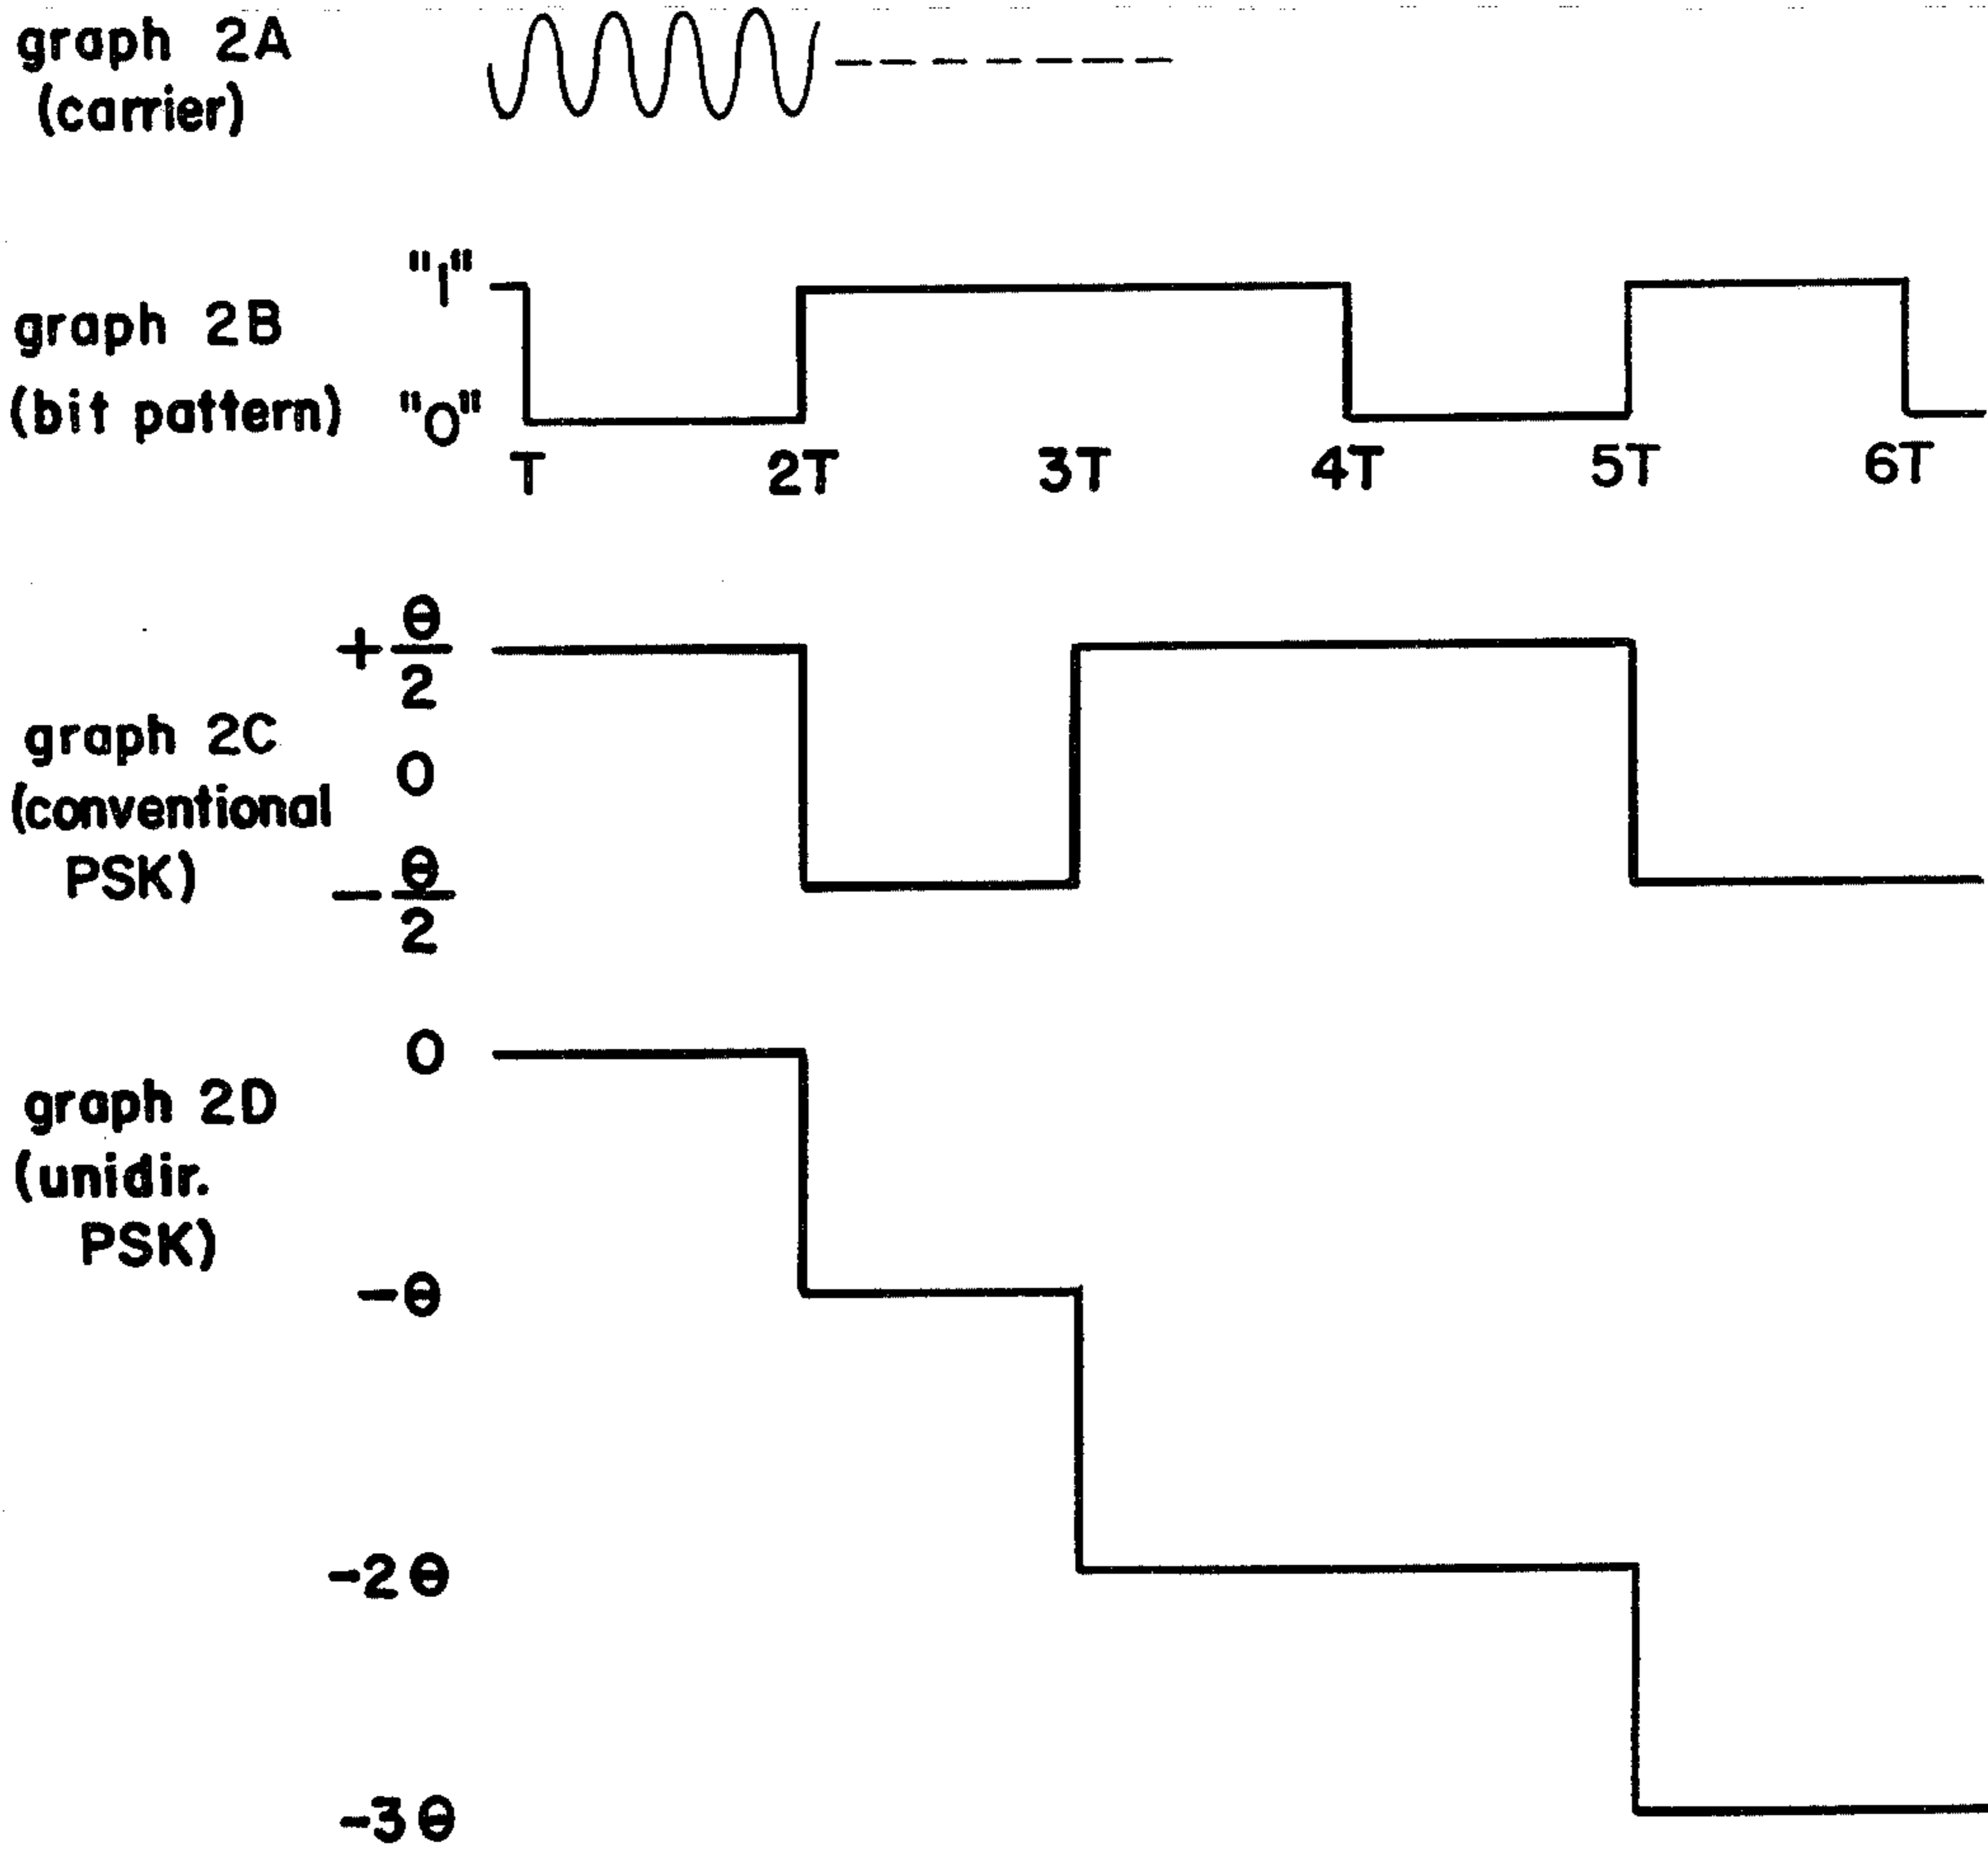 graph 2A
(carrier)
"1"
graph 2B
(bit pattern)
"0"
T 2T 3T 4T 5T 6T
+θ/2
graph 2C
0
(conventional
PSK)
-θ/2
0
graph 2D
(unidir.
PSK)
-θ
-2θ
-3θ